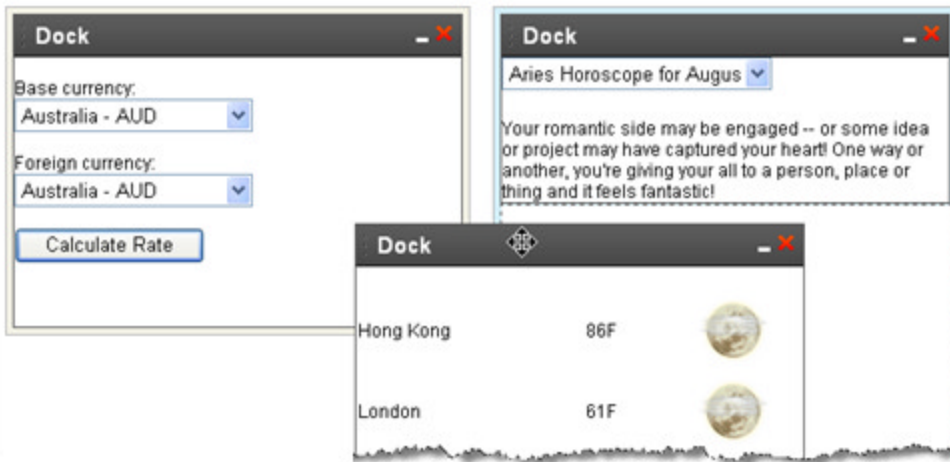 Dock
Base currency:
Australia - AUD
Foreign currency:
Australia - AUD
Calculate Rate
Dock
Aries Horoscope for Augus
Your romantic side may be engaged -- or some idea
or project may have captured your heart! One way or
another, you're giving your all to a person, place or
thing and it feels fantastic!
Dock
Hong Kong 86F
London 61F